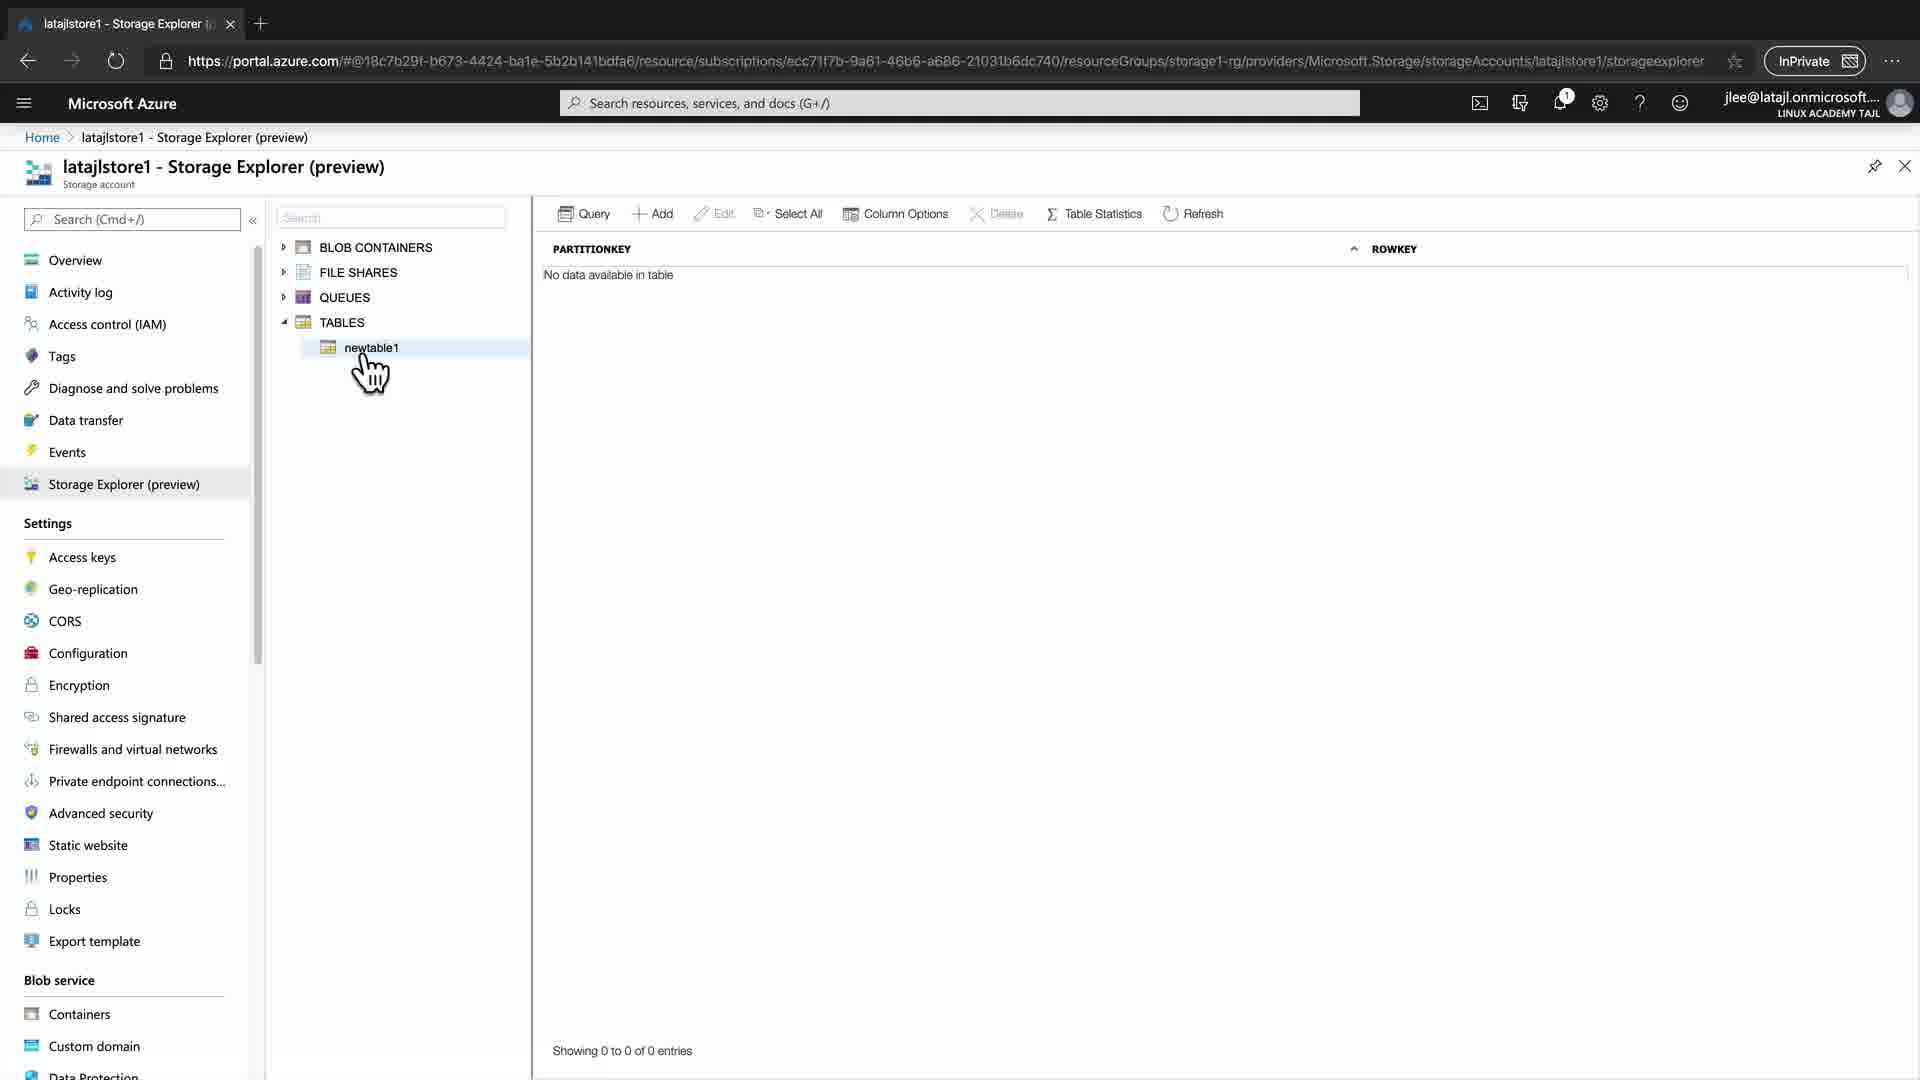 latajlstore1 - Storage Explorer (
https://portal.azure.com/#@18c7b29f-b673-4424-ba1e-5b2b141bdfa6/resource/subscriptions/ecc71f7b-9a61-46b6-a686-21031b6dc740/resourceGroups/storage1-rg/providers/Microsoft.Storage/storageAccounts/latajlstore1/storageexplorer
InPrivate
Microsoft Azure
Search resources, services, and docs (G+/)
1
jlee@latajl.onmicrosoft....
LINUX ACADEMY TAJL
Home > latajlstore1 - Storage Explorer (preview)
latajlstore1 - Storage Explorer (preview)
Storage account
Search (Cmd+/)
«
Overview
Activity log
Access control (IAM)
Tags
Diagnose and solve problems
Data transfer
Events
Storage Explorer (preview)
Settings
Access keys
Geo-replication
CORS
Configuration
Encryption
Shared access signature
Firewalls and virtual networks
Private endpoint connections...
Advanced security
Static website
Properties
Locks
Export template
Blob service
Containers
Custom domain
Data Protection
Search
BLOB CONTAINERS
FILE SHARES
QUEUES
TABLES
newtable1
Query
Add
Edit
Select All
Column Options
Delete
Σ Table Statistics
Refresh
PARTITIONKEY
ROWKEY
No data available in table
Showing 0 to 0 of 0 entries